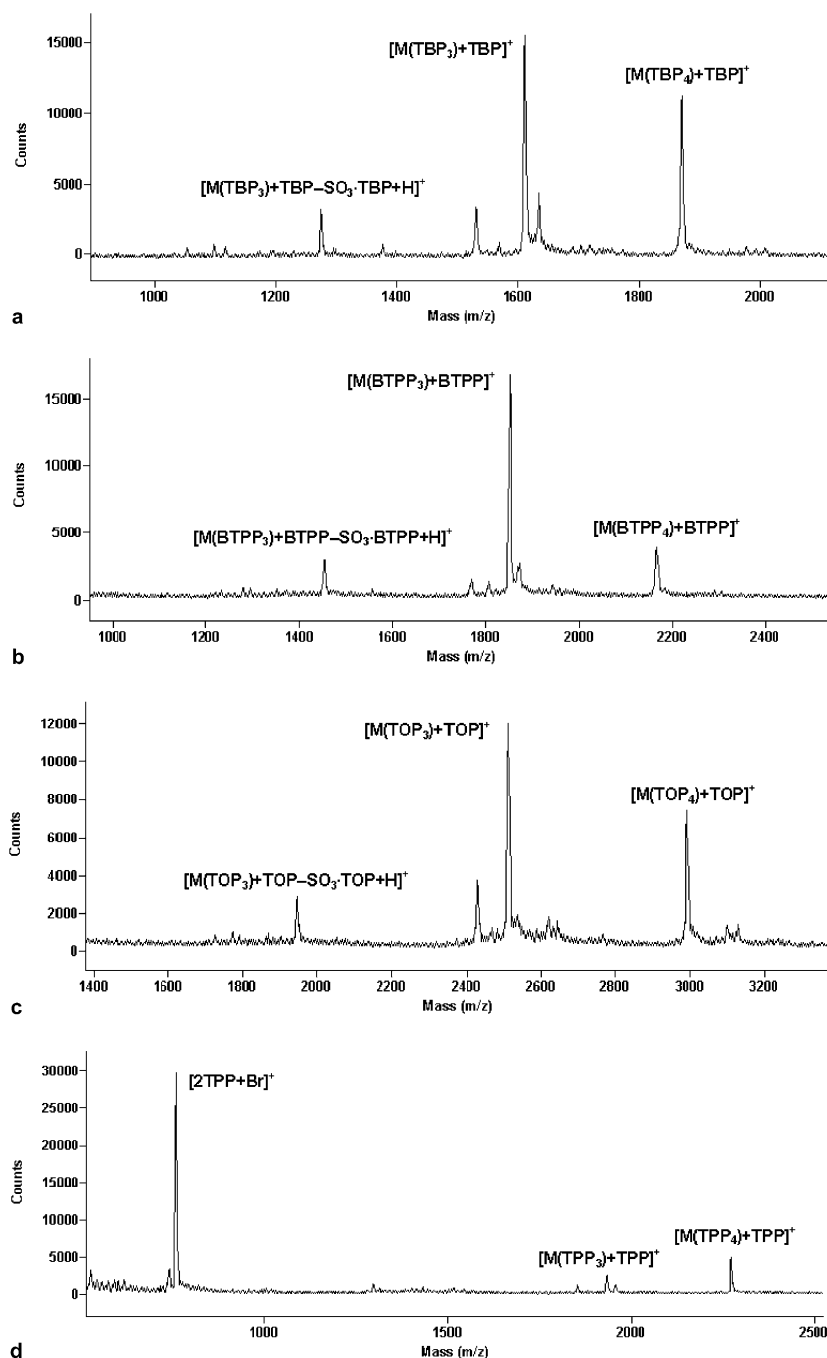 [M(TBP₃)+TBP]⁺
[M(TBP₄)+TBP]⁺
[M(TBP₃)+TBP–SO₃·TBP+H]⁺
15000
10000
5000
0
Counts
1000 1200 1400 1600 1800 2000
Mass (m/z)
a
[M(BTPP₃)+BTPP]⁺
[M(BTPP₄)+BTPP]⁺
[M(BTPP₃)+BTPP–SO₃·BTPP+H]⁺
15000
10000
5000
0
Counts
1000 1200 1400 1600 1800 2000 2200 2400
Mass (m/z)
b
[M(TOP₃)+TOP]⁺
[M(TOP₄)+TOP]⁺
[M(TOP₃)+TOP–SO₃·TOP+H]⁺
12000
10000
8000
6000
4000
2000
0
Counts
1400 1600 1800 2000 2200 2400 2600 2800 3000 3200
Mass (m/z)
c
[2TPP+Br]⁺
[M(TPP₄)+TPP]⁺
[M(TPP₃)+TPP]⁺
30000
25000
20000
15000
10000
5000
0
Counts
1000 1500 2000 2500
Mass (m/z)
d